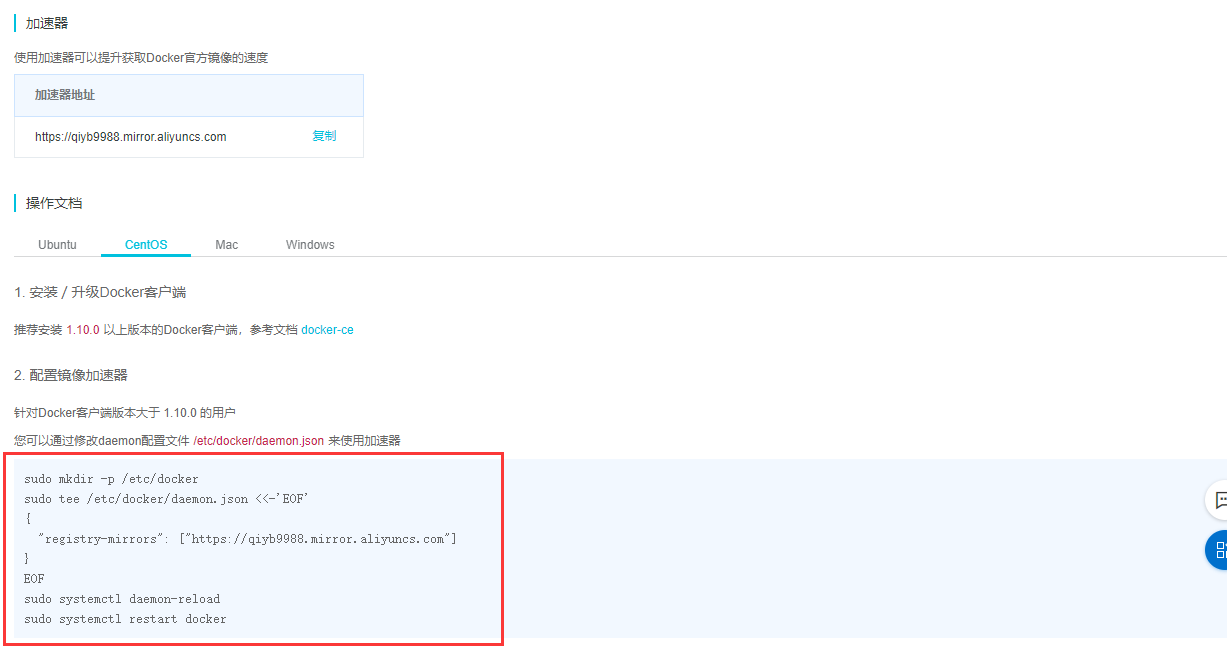 加速器
使用加速器可以提升获取Docker官方镜像的速度
加速器地址
https://qiyb9988.mirror.aliyuncs.com 复制
操作文档
Ubuntu CentOS Mac Windows
1. 安装 / 升级Docker客户端
推荐安装 1.10.0 以上版本的Docker客户端，参考文档 docker-ce
2. 配置镜像加速器
针对Docker客户端版本大于 1.10.0 的用户
您可以通过修改daemon配置文件 /etc/docker/daemon.json 来使用加速器
sudo mkdir -p /etc/docker
sudo tee /etc/docker/daemon.json <<-'EOF'
{
"registry-mirrors": ["https://qiyb9988.mirror.aliyuncs.com"]
}
EOF
sudo systemctl daemon-reload
sudo systemctl restart docker